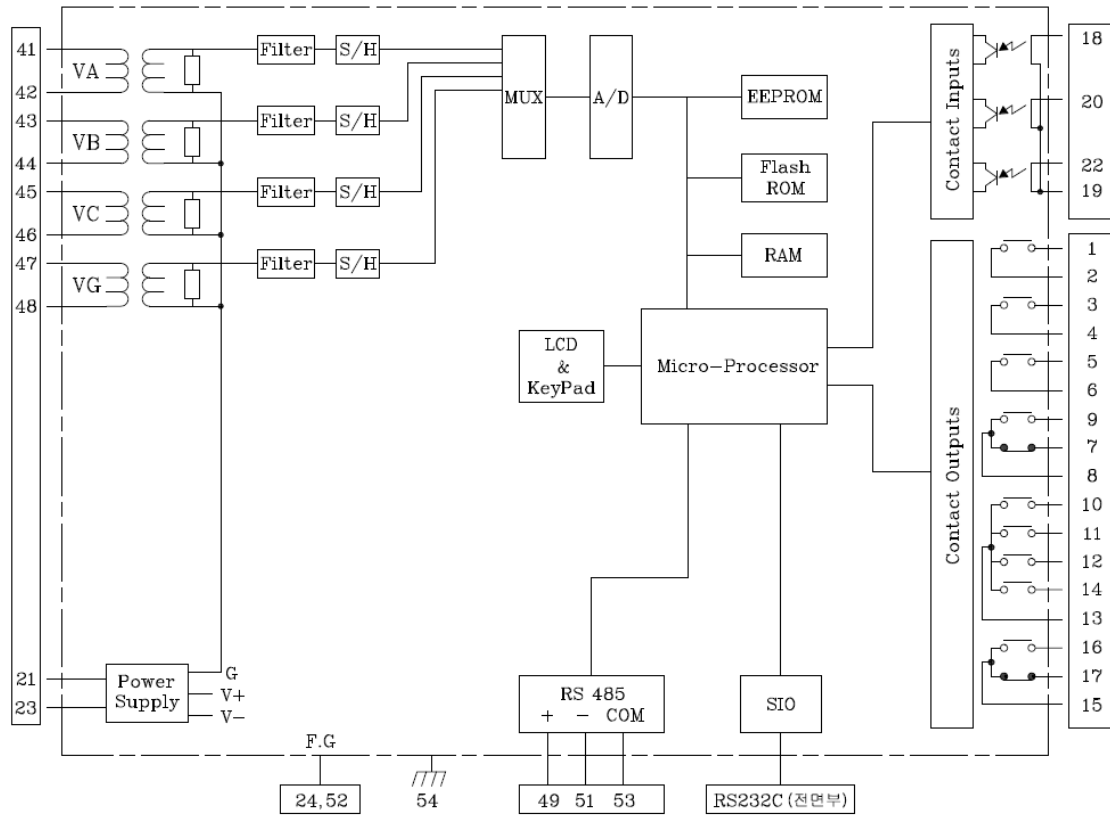 41
VA
42
43
VB
44
45
VC
46
47
VG
48
21
23
Filter
S/H
Filter
S/H
Filter
S/H
Filter
S/H
MUX
A/D
EEPROM
Flash
ROM
RAM
LCD
&
KeyPad
Micro-Processor
Contact Inputs
18
20
22
19
Contact Outputs
1
2
3
4
5
6
9
7
8
10
11
12
14
13
16
17
15
Power
Supply
G
V+
V-
RS 485
+ - COM
SIO
F.G
24,52
54
49 51 53
RS232C (전면부)